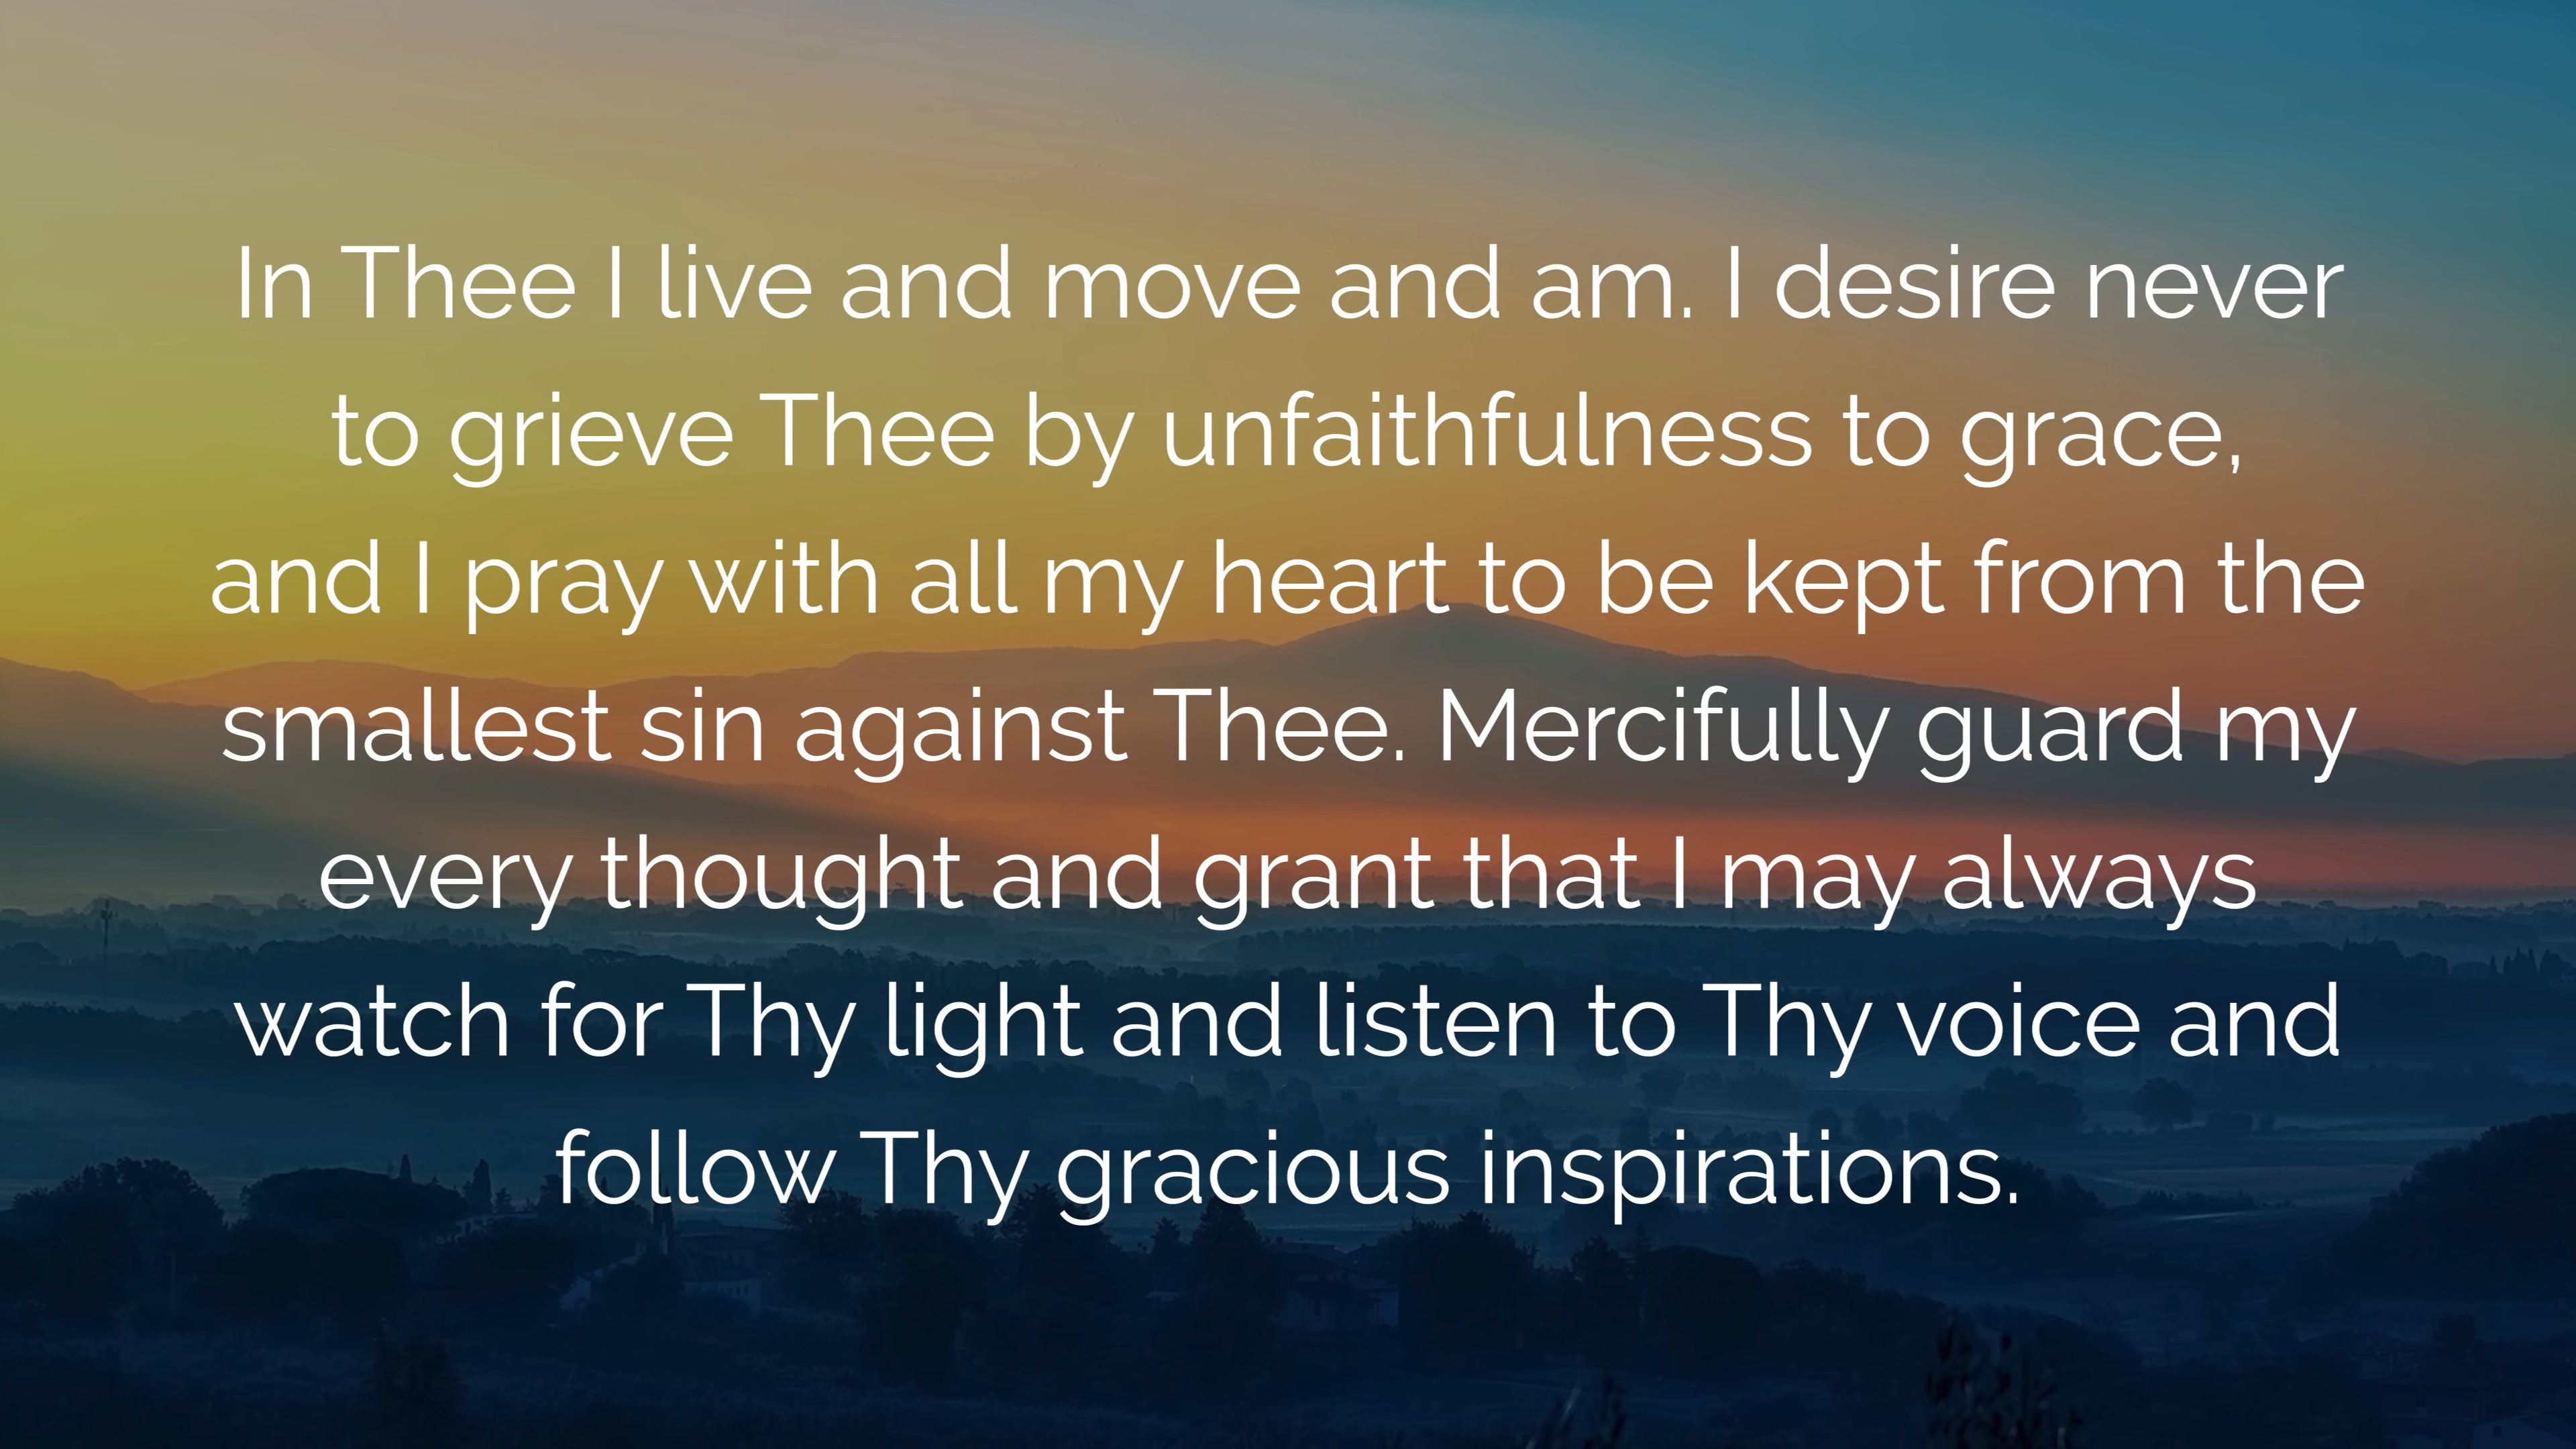 In Thee I live and move and am. I desire never
to grieve Thee by unfaithfulness to grace,
and I pray with all my heart to be kept from the
smallest sin against Thee. Mercifully guard my
every thought and grant that I may always
watch for Thy light and listen to Thy voice and
follow Thy gracious inspirations.